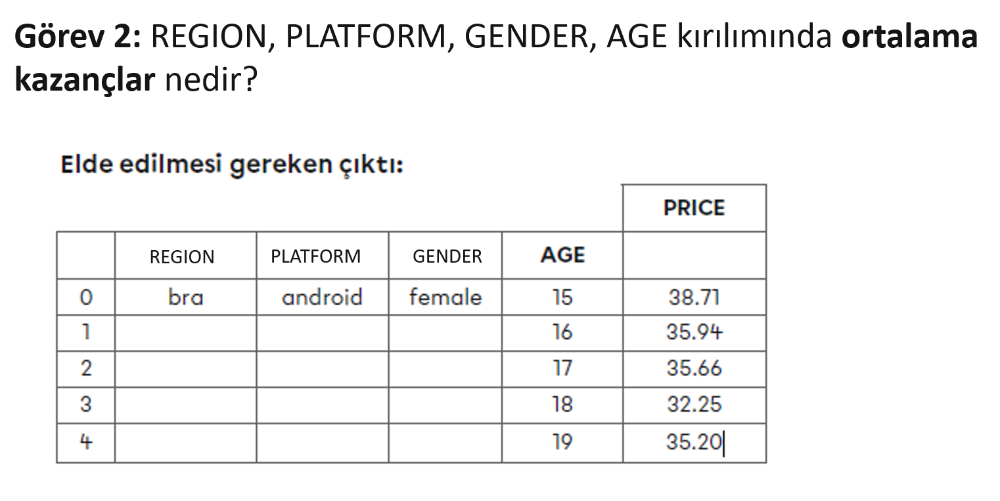 Görev 2: REGION, PLATFORM, GENDER, AGE kırılımında ortalama
kazançlar nedir?
Elde edilmesi gereken çıktı:
PRICE
REGION PLATFORM GENDER AGE
0 bra android female 15 38.71
1 16 35.94
2 17 35.66
3 18 32.25
4 19 35.20